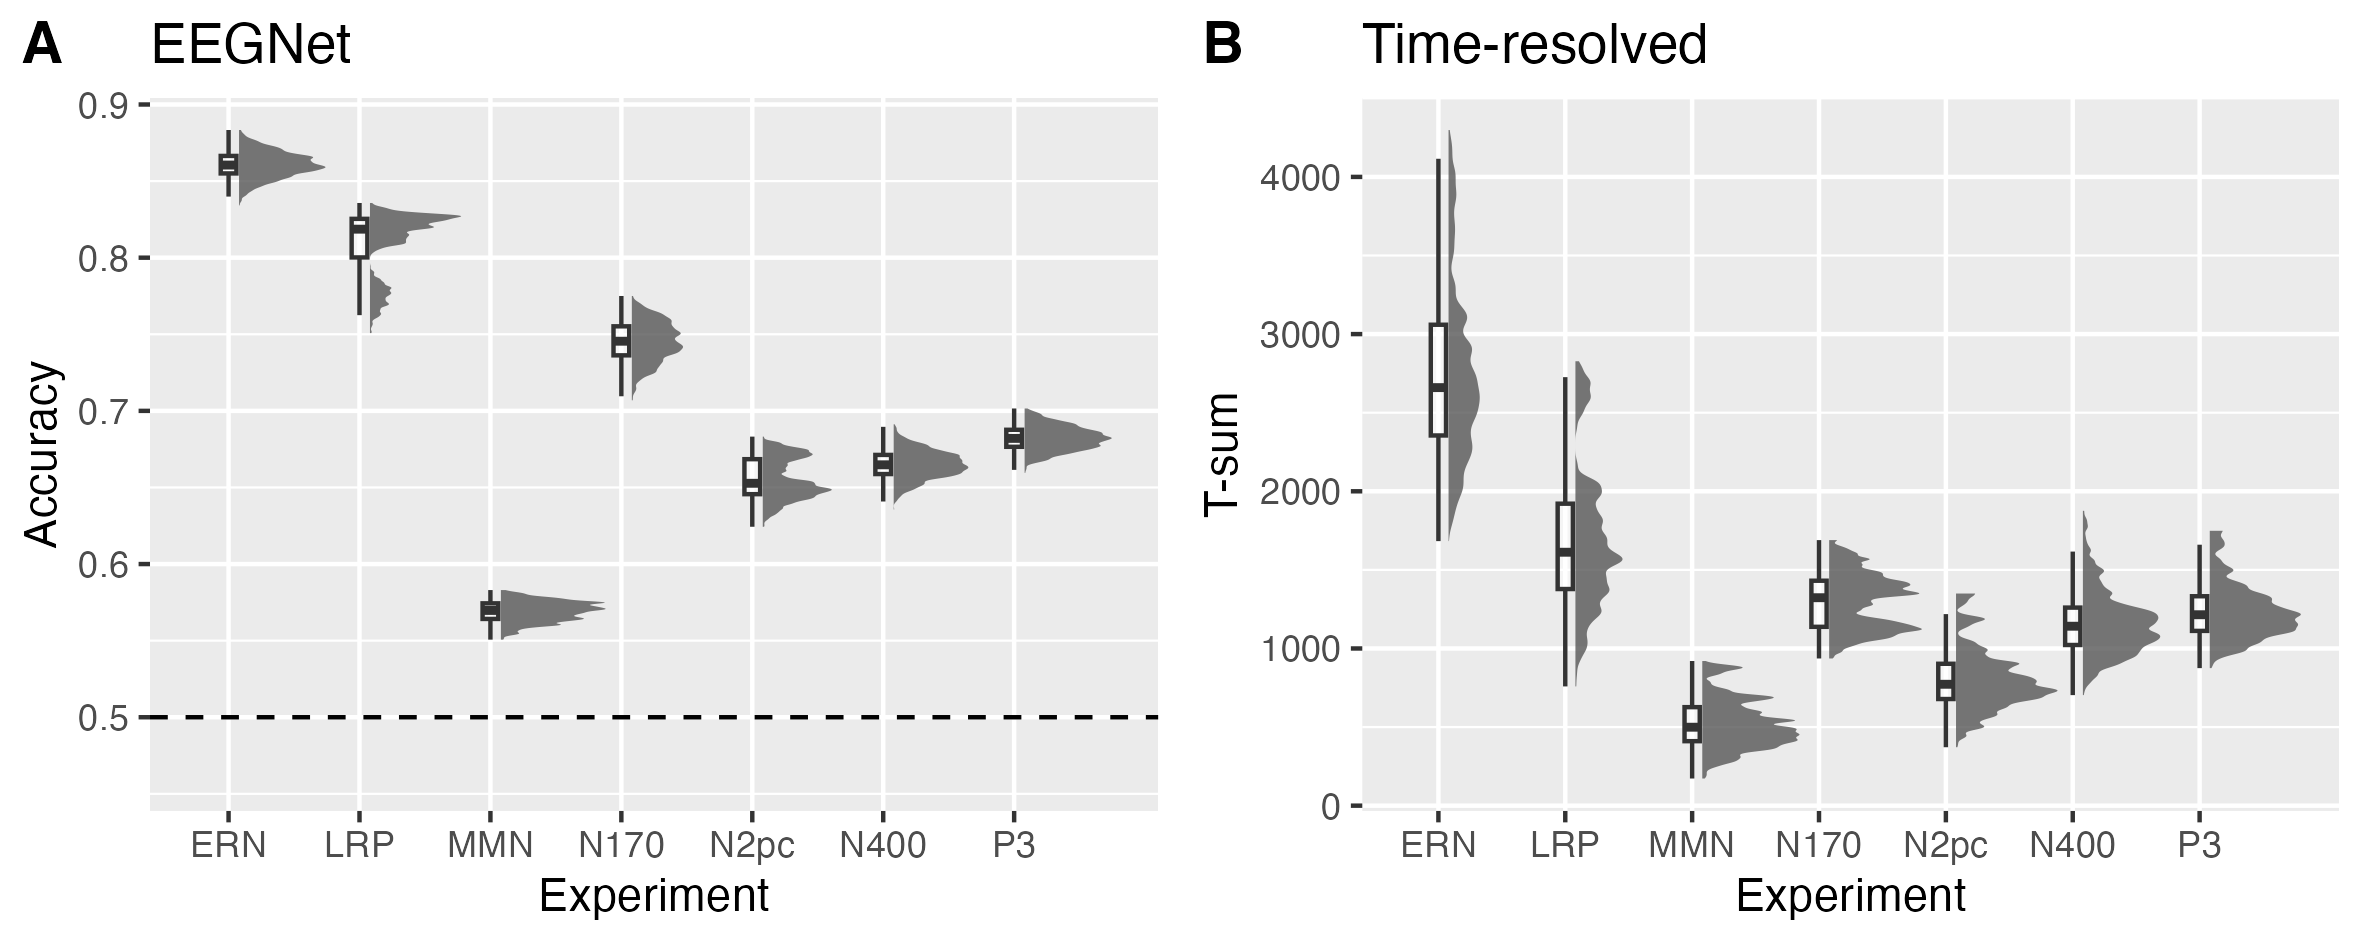 A EEGNet
Accuracy
0.9
0.8
0.7
0.6
0.5
ERN LRP MMN N170 N2pc N400 P3
Experiment
B Time-resolved
T-sum
4000
3000
2000
1000
0
ERN LRP MMN N170 N2pc N400 P3
Experiment